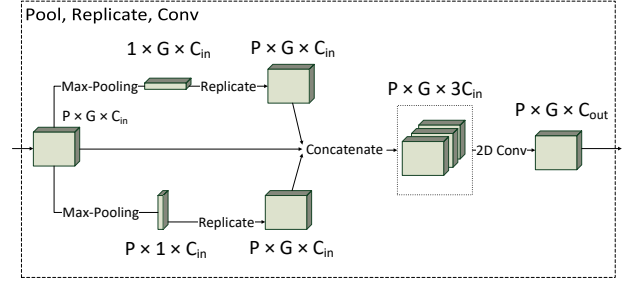 Pool, Replicate, Conv
1 × G × C_in
P × G × C_in
Max-Pooling
Replicate
P × G × C_in
P × G × 3C_in
P × G × C_out
Concatenate
2D Conv
Max-Pooling
Replicate
P × 1 × C_in
P × G × C_in